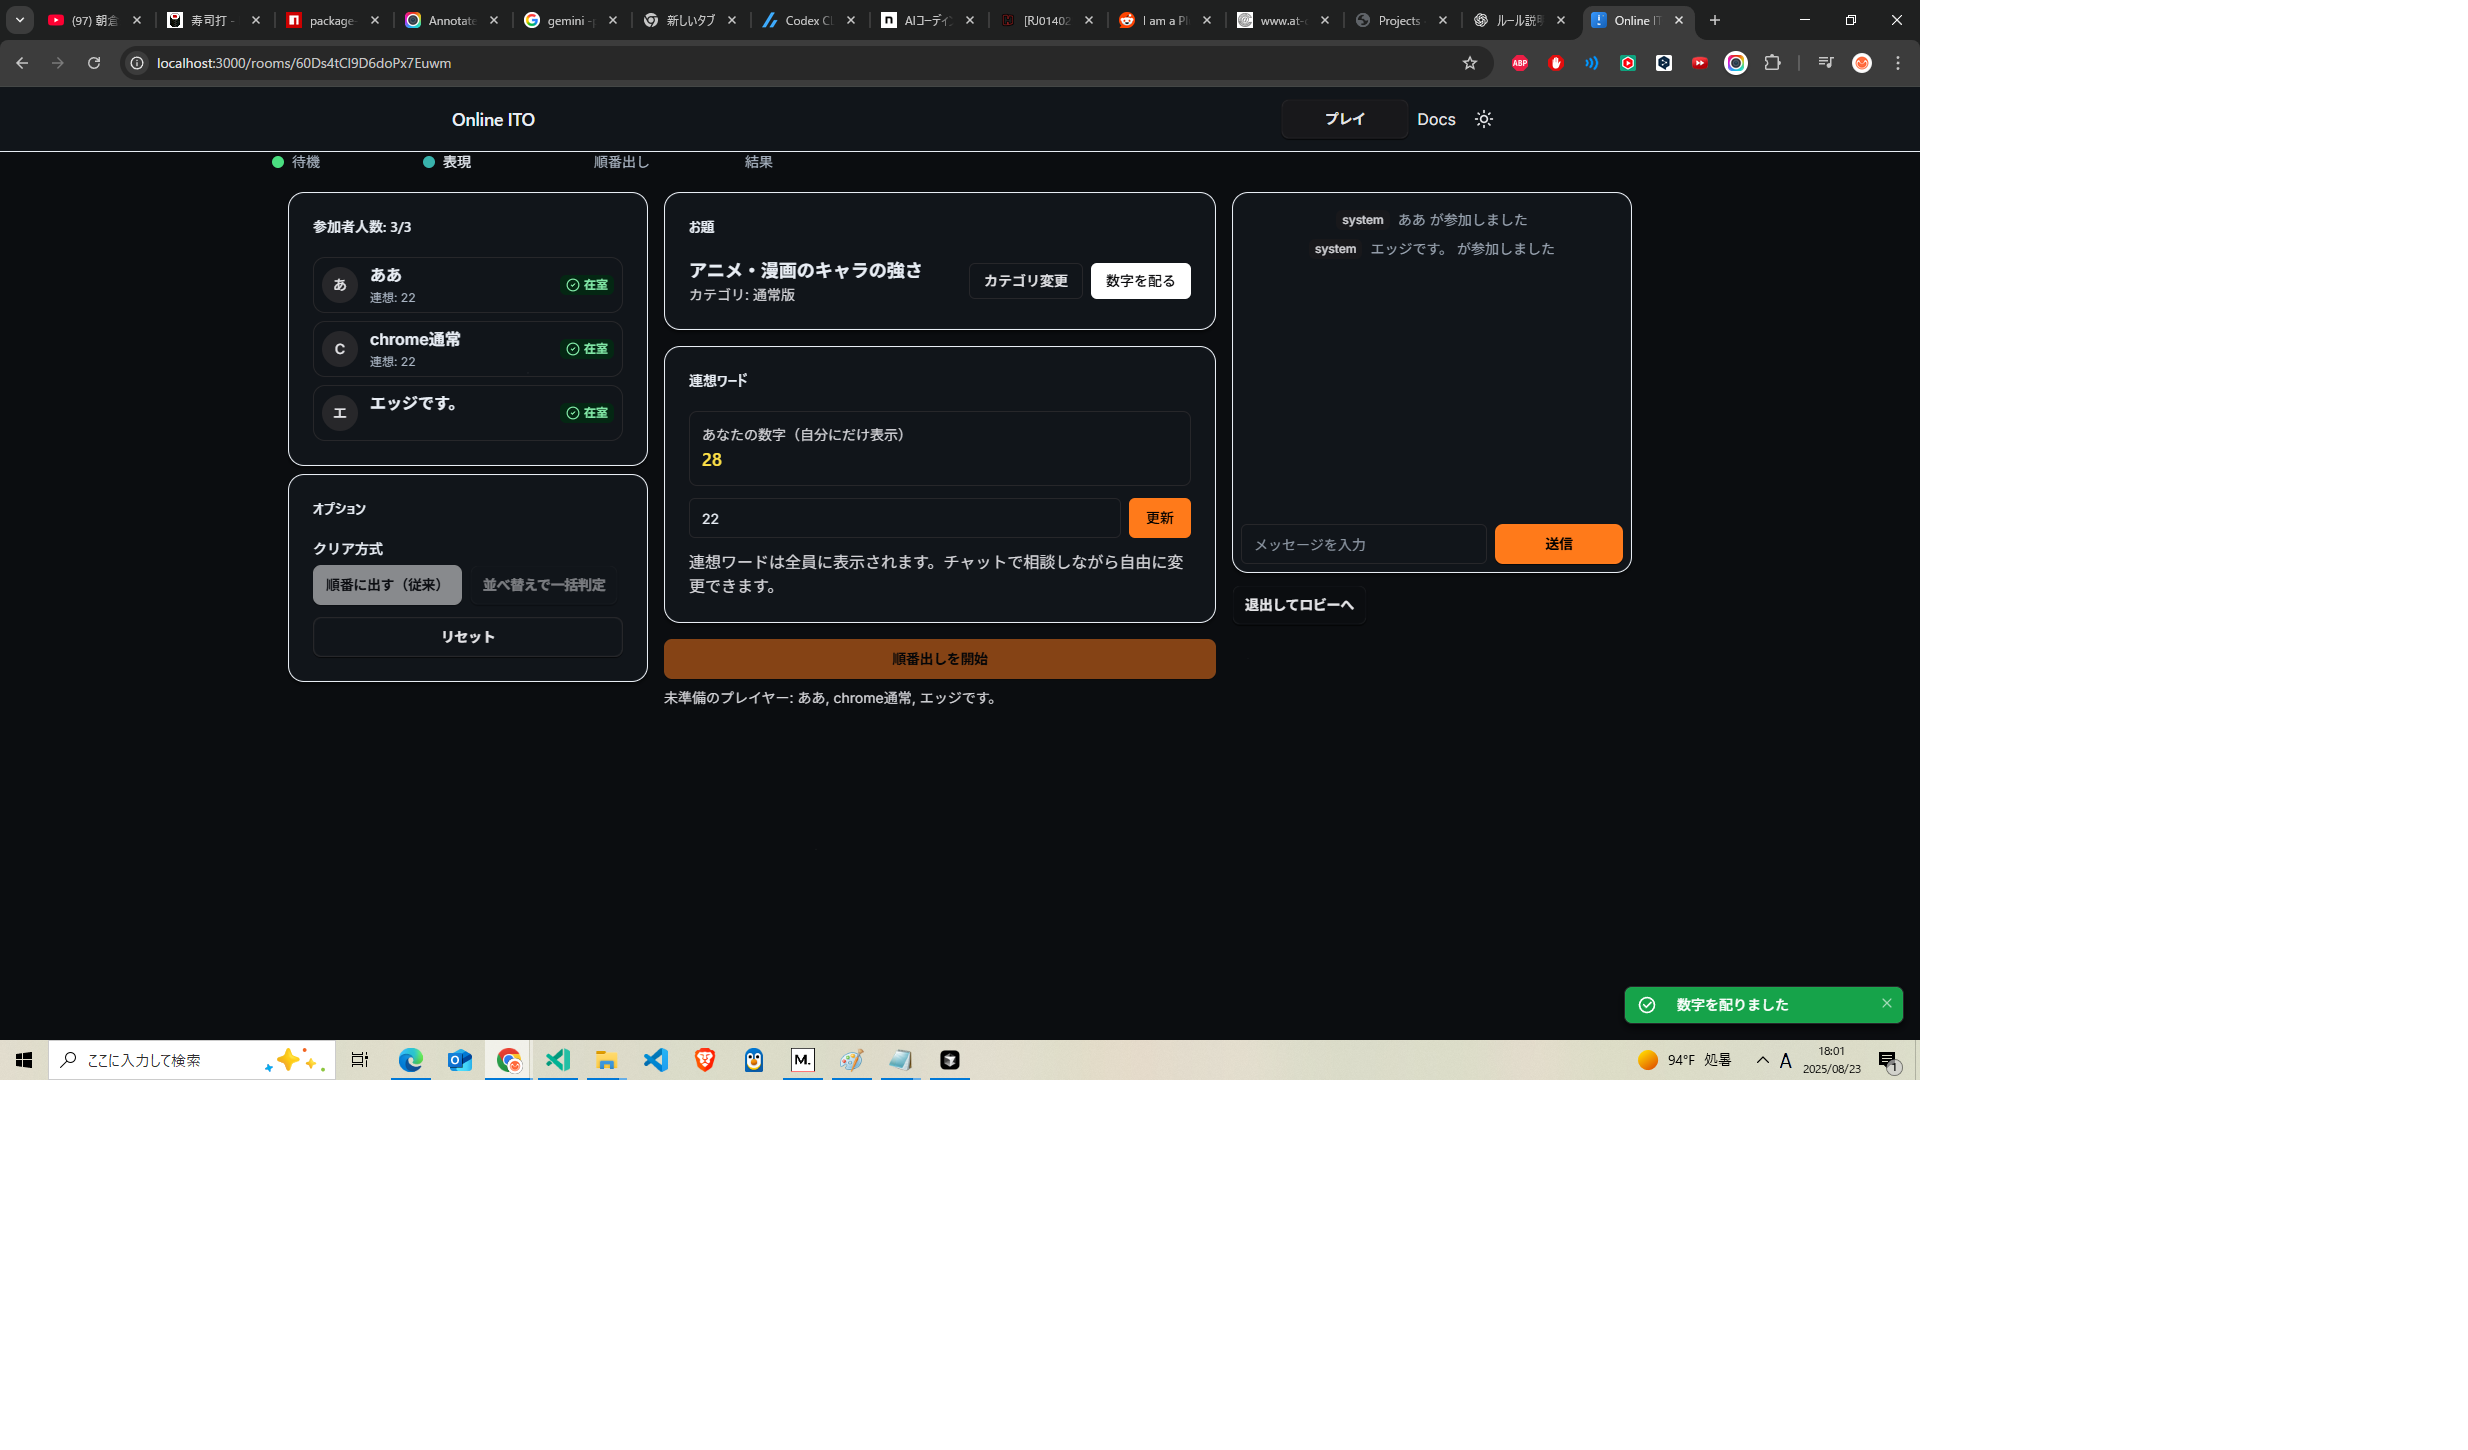 (97) 朝倉
寿司打 -
package-
Annotate
gemini -p
新しいタブ
Codex CL
AIコーディン
[RJ01402
I am a Pl
www.at-c
Projects -
ルール説明
Online IT
localhost:3000/rooms/60Ds4tCl9D6doPx7Euwm
ABP
Online ITO
プレイ
Docs
待機
表現
順番出し
結果
参加者人数: 3/3
あ
ああ
連想: 22
在室
C
chrome通常
連想: 22
在室
エ
エッジです。
在室
オプション
クリア方式
順番に出す（従来）
並べ替えで一括判定
リセット
お題
アニメ・漫画のキャラの強さ
カテゴリ: 通常版
カテゴリ変更
数字を配る
連想ワード
あなたの数字（自分にだけ表示）
28
22
更新
連想ワードは全員に表示されます。チャットで相談しながら自由に変
更できます。
順番出しを開始
未準備のプレイヤー: ああ, chrome通常, エッジです。
system ああ が参加しました
system エッジです。 が参加しました
メッセージを入力
送信
退出してロビーへ
数字を配りました
ここに入力して検索
M.
94°F 処暑
A
18:01
2025/08/23
1